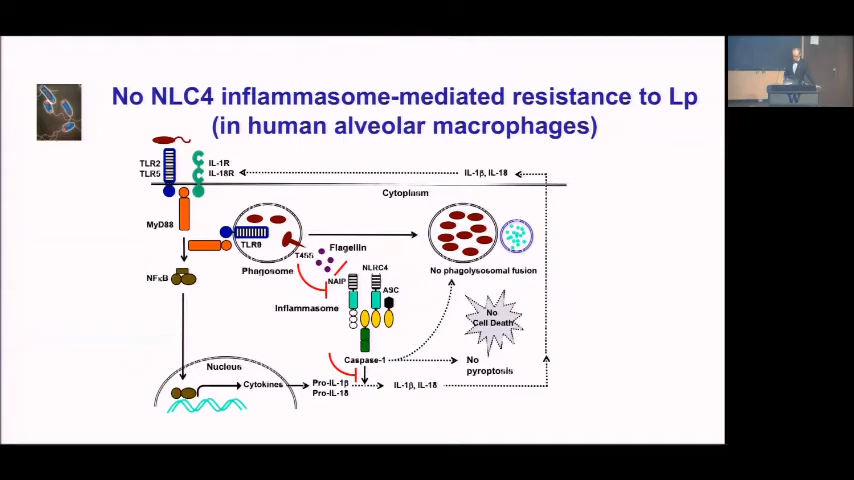 No NLC4 inflammasome-mediated resistance to Lp
(in human alveolar macrophages)
TLR2
TLR5
IL-1R
IL-18R
IL-1β, IL-18
Cytoplasm
MyD88
TLR9
T4SS
Flagellin
Phagosome
No phagolysosomal fusion
NFκB
NAIP
NLRC4
ASC
Inflammasome
No
Cell Death
Caspase-1
No
pyroptosis
Nucleus
Cytokines
Pro-IL-1β
Pro-IL-18
IL-1β, IL-18
W